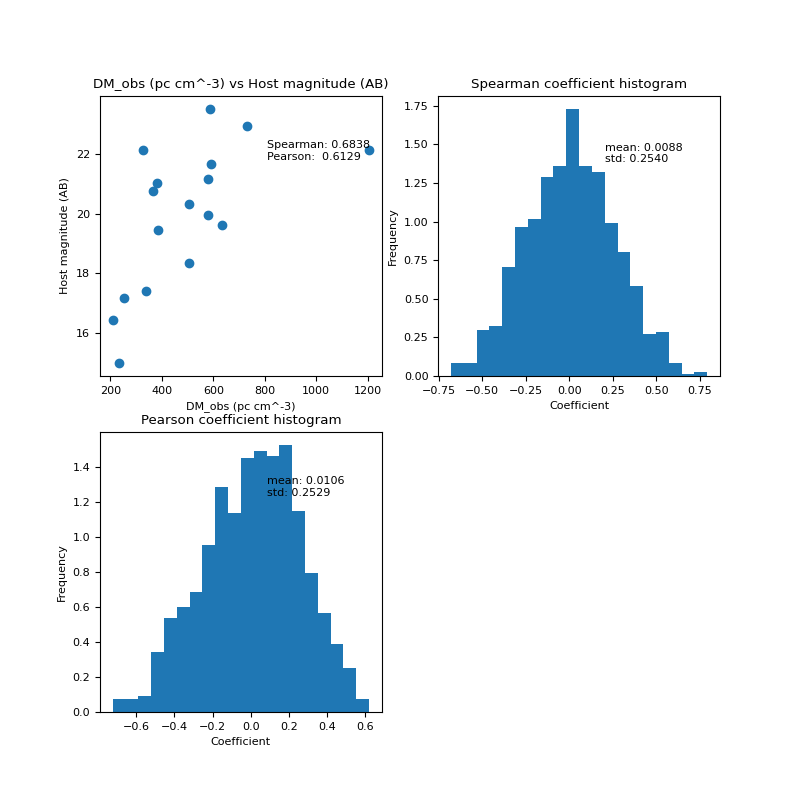 DM_obs (pc cm^-3) vs Host magnitude (AB)
Host magnitude (AB)
22
20
18
16
Spearman: 0.6838
Pearson:  0.6129
200 400 600 800 1000 1200
DM_obs (pc cm^-3)
Spearman coefficient histogram
Frequency
1.75
1.50
1.25
1.00
0.75
0.50
0.25
0.00
mean: 0.0088
std: 0.2540
−0.75 −0.50 −0.25 0.00 0.25 0.50 0.75
Coefficient
Pearson coefficient histogram
Frequency
1.4
1.2
1.0
0.8
0.6
0.4
0.2
0.0
mean: 0.0106
std: 0.2529
−0.6 −0.4 −0.2 0.0 0.2 0.4 0.6
Coefficient